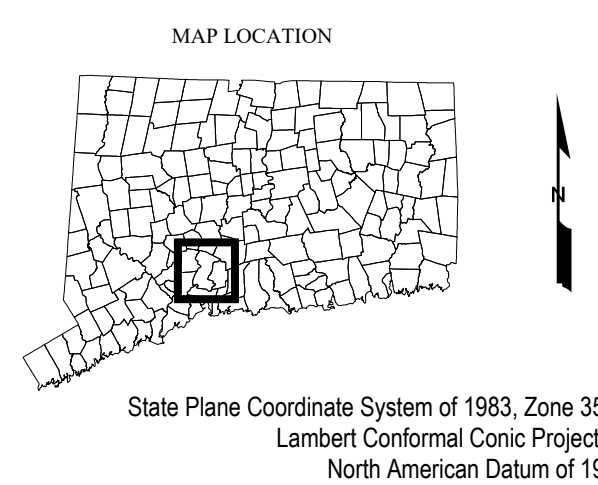 MAP LOCATION
N
State Plane Coordinate System of 1983, Zone 35
Lambert Conformal Conic Project
North American Datum of 19